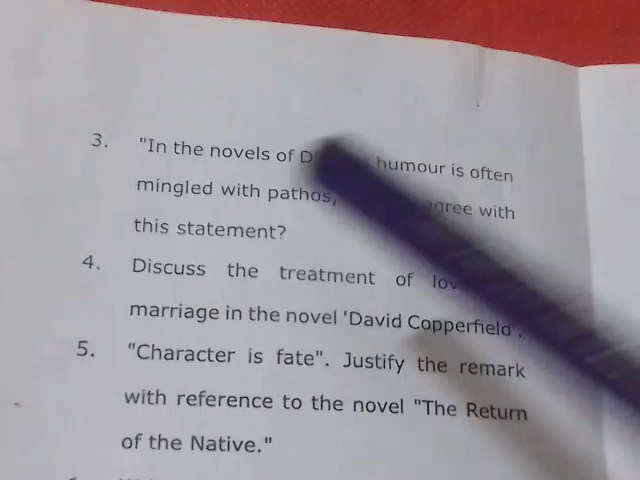 3. "In the novels of humour is often
mingled with pathos, agree with
this statement?
4. Discuss the treatment of
marriage in the novel 'David Copperfield'.
5. "Character is fate". Justify the remark
with reference to the novel "The Return
of the Native."